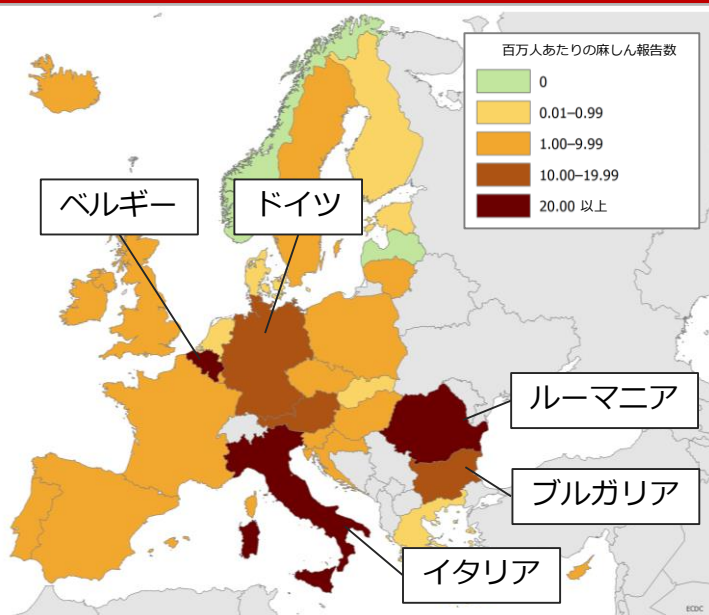 百万人あたりの麻しん報告数
0
0.01–0.99
1.00–9.99
10.00–19.99
20.00 以上
ベルギー
ドイツ
ルーマニア
ブルガリア
イタリア
ECDC